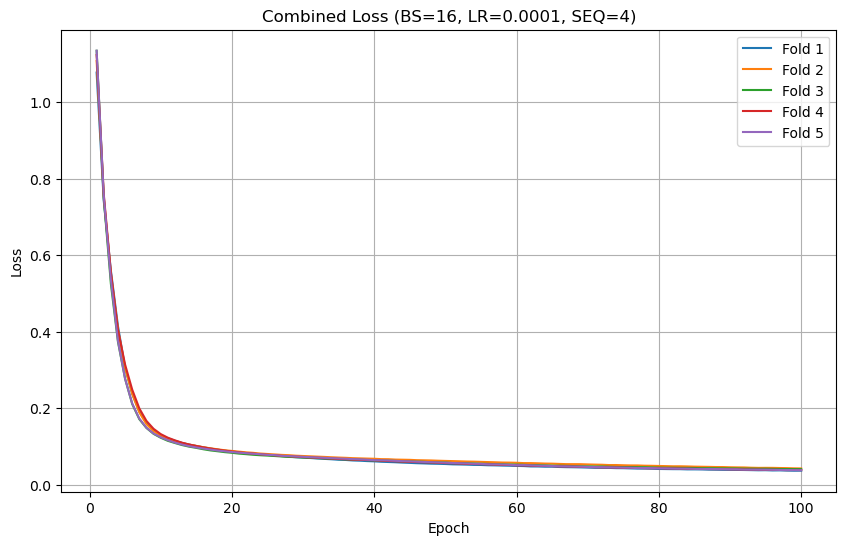 Combined Loss (BS=16, LR=0.0001, SEQ=4)
Fold 1
Fold 2
Fold 3
Fold 4
Fold 5
Loss
1.0
0.8
0.6
0.4
0.2
0.0
0 20 40 60 80 100
Epoch